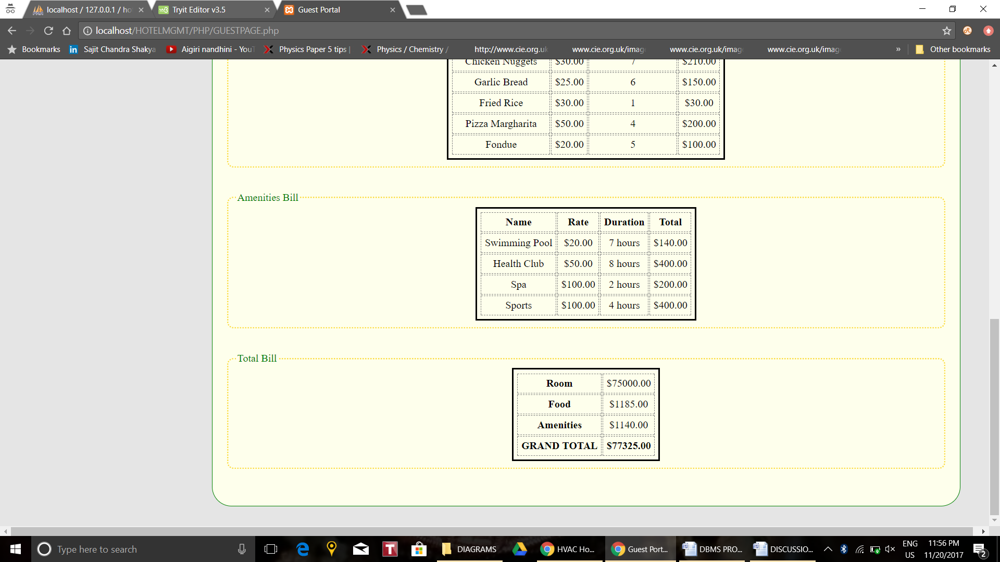 localhost / 127.0.0.1 / ho
Tryit Editor v3.5
Guest Portal
localhost/HOTELMGMT/PHP/GUESTPAGE.php
Bookmarks
Sajit Chandra Shakya
Aigiri nandhini - YouT
Physics Paper 5 tips |
Physics / Chemistry /
http://www.cie.org.uk
www.cie.org.uk/imag
www.cie.org.uk/imag
www.cie.org.uk/imag
»
Other bookmarks
Chicken Nuggets $30.00 7 $210.00
Garlic Bread $25.00 6 $150.00
Fried Rice $30.00 1 $30.00
Pizza Margharita $50.00 4 $200.00
Fondue $20.00 5 $100.00
Amenities Bill
Name Rate Duration Total
Swimming Pool $20.00 7 hours $140.00
Health Club $50.00 8 hours $400.00
Spa $100.00 2 hours $200.00
Sports $100.00 4 hours $400.00
Total Bill
Room $75000.00
Food $1185.00
Amenities $1140.00
GRAND TOTAL $77325.00
Type here to search
DIAGRAMS
HVAC Ho...
Guest Port...
DBMS PRO...
DISCUSSIO...
ENG
US
11:56 PM
11/20/2017
2